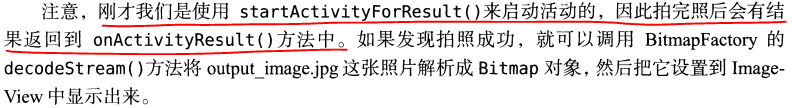 注意，刚才我们是使用 startActivityForResult()来启动活动的，因此拍完照后会有结
果返回到 onActivityResult()方法中。如果发现拍照成功，就可以调用 BitmapFactory 的
decodeStream()方法将 output_image.jpg 这张照片解析成 Bitmap 对象，然后把它设置到 Image-
View 中显示出来。